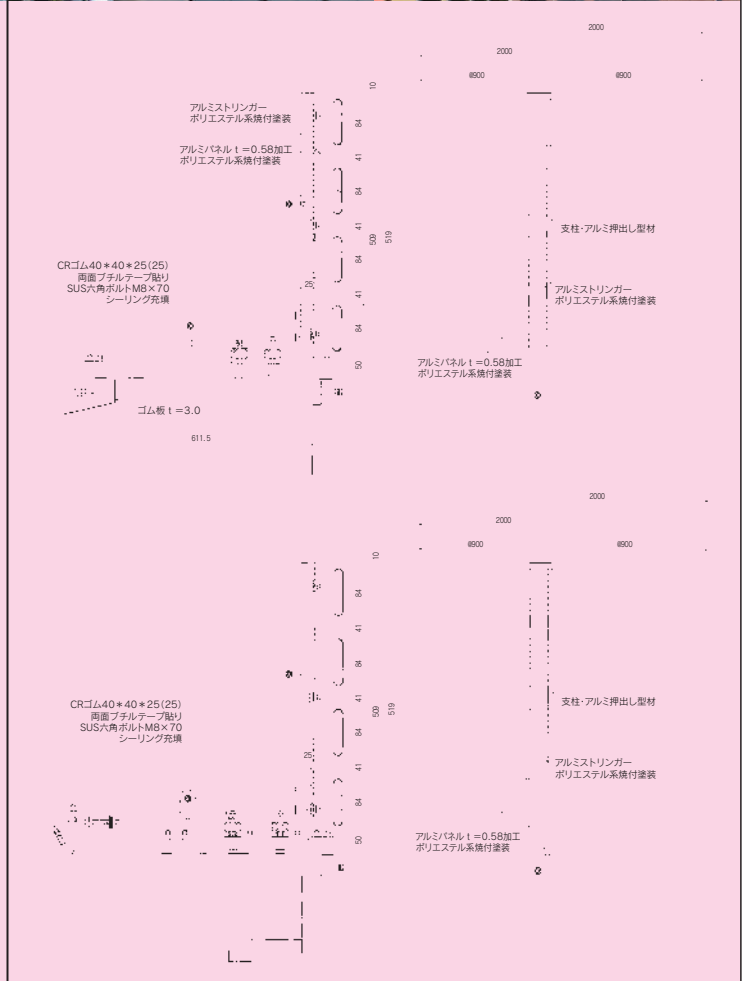 2000
2000
@900
@900
10
アルミストリンガー
ポリエステル系焼付塗装
84
アルミパネル t =0.58加工
ポリエステル系焼付塗装
41
84
41
支柱・アルミ押出し型材
509
519
CRゴム40*40*25(25)
両面ブチルテープ貼り
SUS六角ボルトM8×70
シーリング充填
84
25
41
アルミストリンガー
ポリエステル系焼付塗装
84
50
アルミパネル t =0.58加工
ポリエステル系焼付塗装
ゴム板 t =3.0
611.5
2000
2000
@900
@900
10
84
41
84
41
支柱・アルミ押出し型材
CRゴム40*40*25(25)
両面ブチルテープ貼り
SUS六角ボルトM8×70
シーリング充填
509
519
84
25
41
アルミストリンガー
ポリエステル系焼付塗装
84
50
アルミパネル t =0.58加工
ポリエステル系焼付塗装